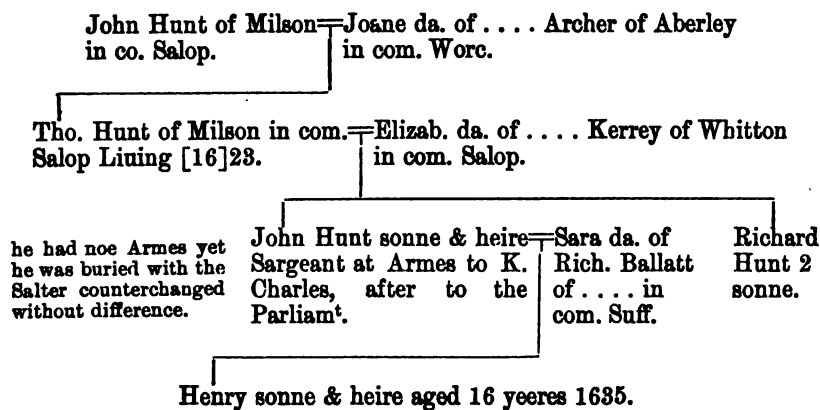 John Hunt of Milson=Joane da. of .... Archer of Aberley
in co. Salop.
in com. Worc.
Tho. Hunt of Milson in com.=Elizab. da. of .... Kerrey of Whitton
Salop Liuing [16]23.
in com. Salop.
he had noe Armes yet
he was buried with the
Salter counterchanged
without difference.
John Hunt sonne & heire=Sara da. of
Sargeant at Armes to K.
Charles, after to the
Parliamᵗ.
Rich. Ballatt
of .... in
com. Suff.
Richard
Hunt 2
sonne.
Henry sonne & heire aged 16 yeeres 1635.